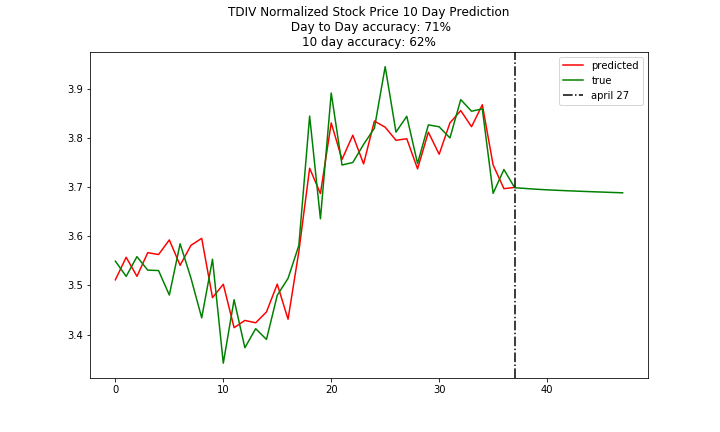 TDIV Normalized Stock Price 10 Day Prediction
Day to Day accuracy: 71%
10 day accuracy: 62%
predicted
true
april 27
3.9
3.8
3.7
3.6
3.5
3.4
0
10
20
30
40